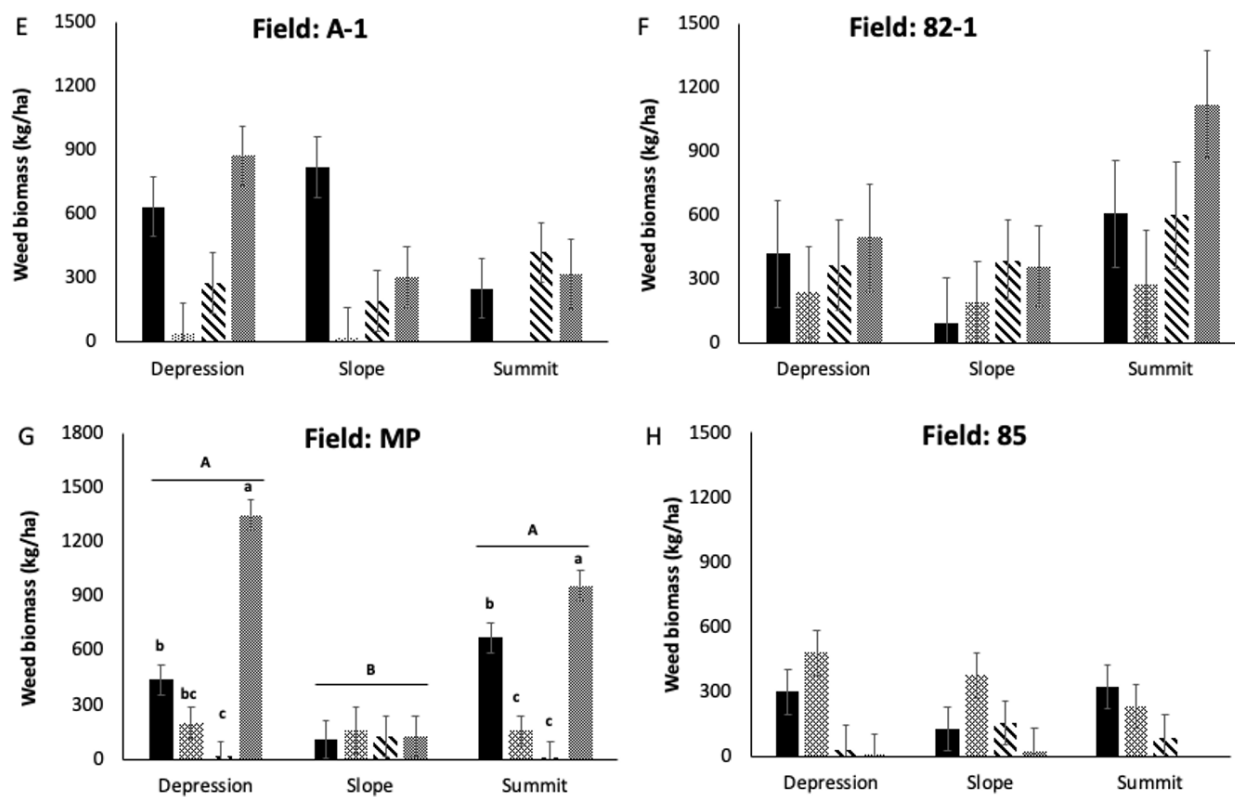 E
Field: A-1
Weed biomass (kg/ha)
1500
1200
900
600
300
0
Depression
Slope
Summit
F
Field: 82-1
Weed biomass (kg/ha)
1500
1200
900
600
300
0
Depression
Slope
Summit
G
Field: MP
Weed biomass (kg/ha)
1800
1500
1200
900
600
300
0
A
a
b
bc
c
B
A
a
b
c
c
Depression
Slope
Summit
H
Field: 85
Weed biomass (kg/ha)
1500
1200
900
600
300
0
Depression
Slope
Summit